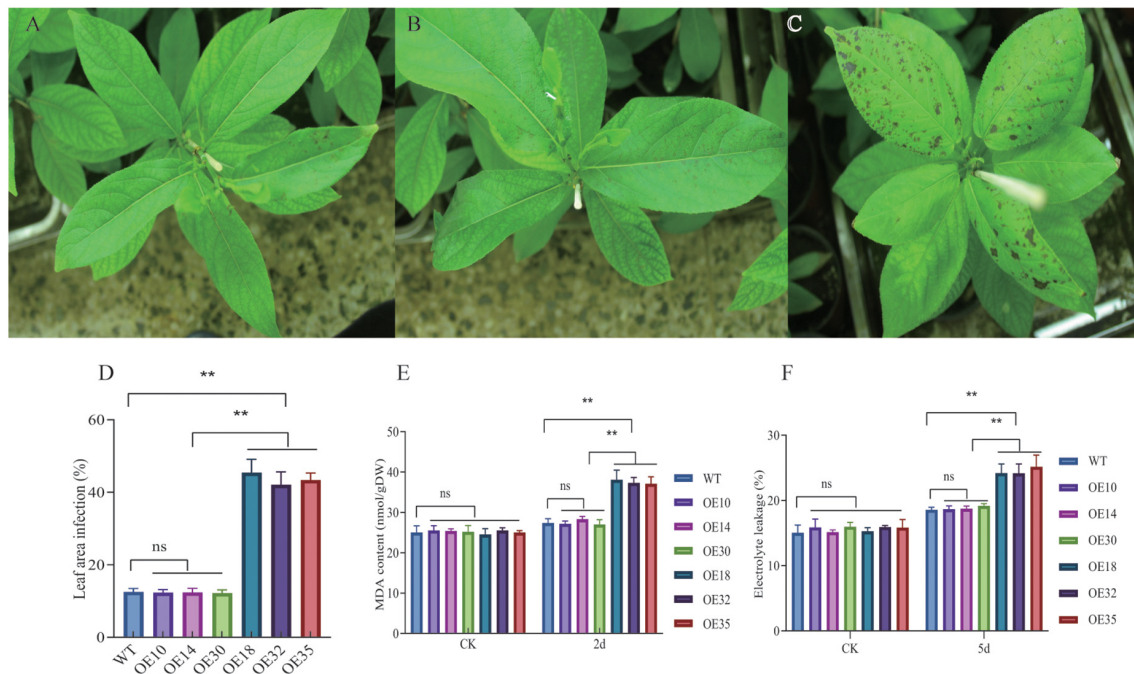 A
B
C
D
**
**
ns
Leaf area infection (%)
60
40
20
0
WT
OE10
OE14
OE30
OE18
OE32
OE35
E
**
**
ns
ns
MDA content (nmol/gDW)
50
40
30
20
10
0
CK
2d
WT
OE10
OE14
OE30
OE18
OE32
OE35
F
**
**
ns
ns
Electrolyte leakage (%)
30
20
10
0
CK
5d
WT
OE10
OE14
OE30
OE18
OE32
OE35